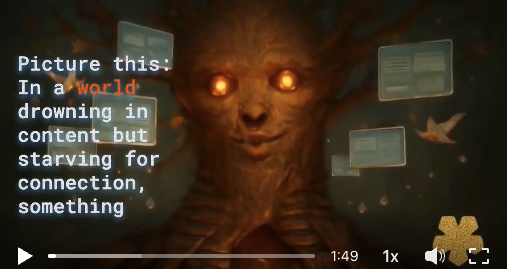 Picture this:
In a world
drowning in
content but
starving for
connection,
something
1:49
1x